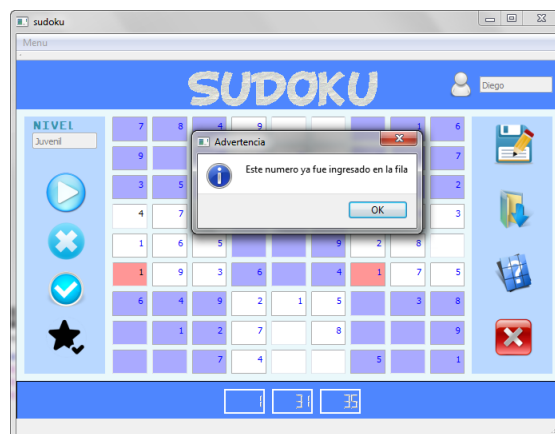 sudoku
Menu
SUDOKU
Diego
NIVEL
Juvenil
7 8 4 9 1 6
Advertencia
9 7
Este numero ya fue ingresado en la fila
3 5 2
OK
4 7 3
1 6 5 9 2 8
1 9 3 6 4 1 7 5
6 4 9 2 1 5 3 8
1 2 7 8 9
7 4 5 1
1 31 35